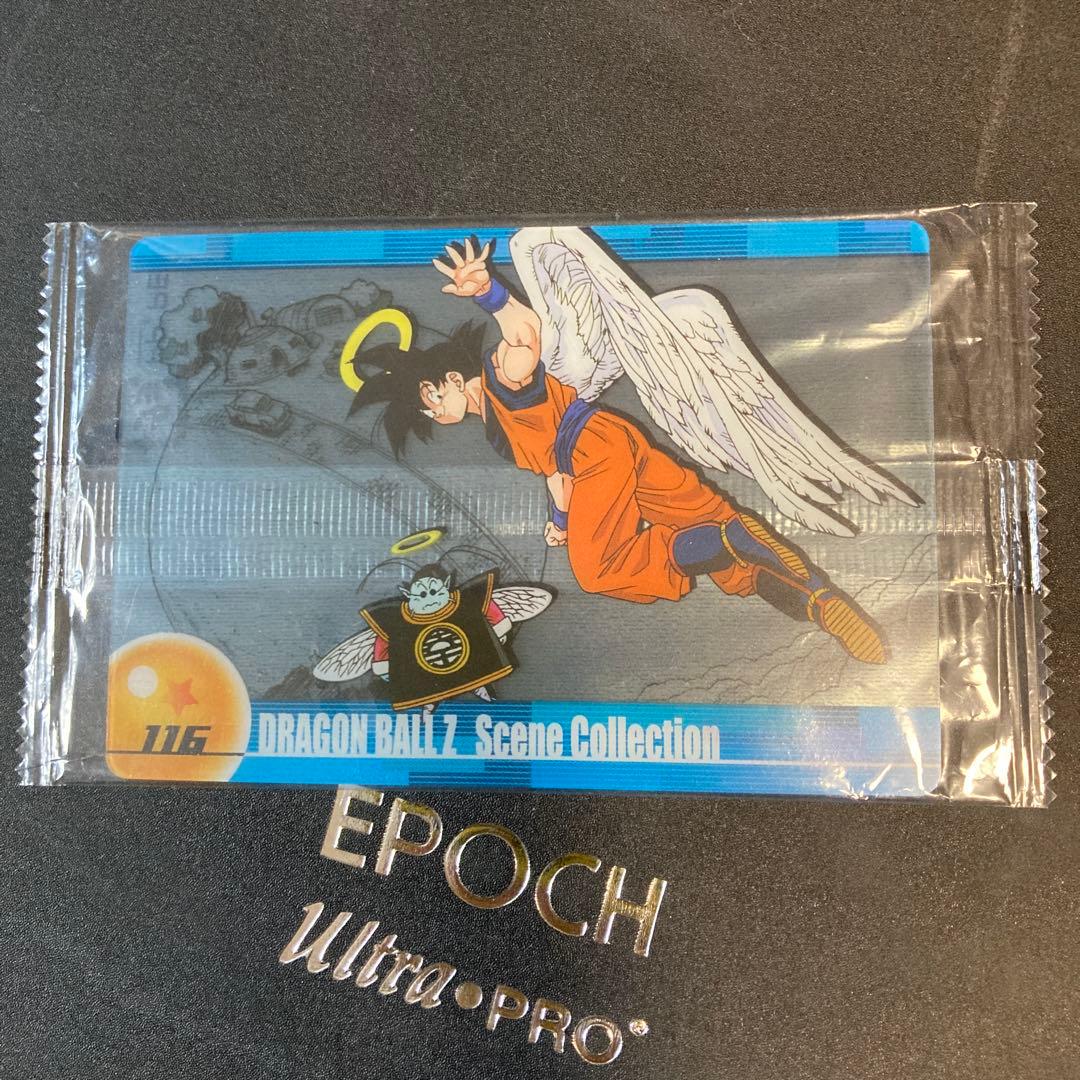 116
DRAGON BALL Z Scene Collection
EPOCH
Ultra•PRO®